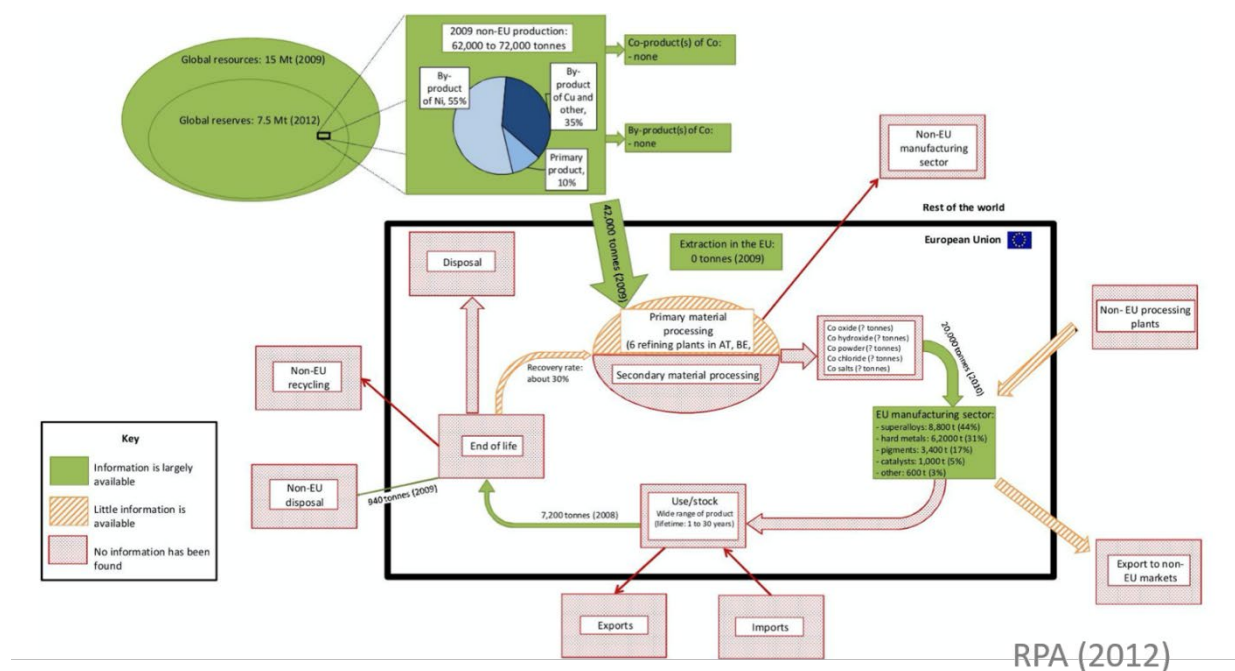 Global resources: 15 Mt (2009)
Global reserves: 7.5 Mt (2012)
2009 non-EU production:
62,000 to 72,000 tonnes
By-
product
of Ni, 55%
By-
product
of Cu and
other,
35%
Primary
product,
10%
Co-product(s) of Co:
- none
By-product(s) of Co:
- none
Non-EU
manufacturing
sector
Rest of the world
European Union
42,000 tonnes (2009)
Extraction in the EU:
0 tonnes (2009)
Disposal
Primary material
processing
(6 refining plants in AT, BE,
Secondary material processing
Co oxide (? tonnes)
Co hydroxide (? tonnes)
Co powder (? tonnes)
Co chloride (? tonnes)
Co salts (? tonnes)
20,000 tonnes (2010)
Non- EU processing
plants
Non-EU
recycling
Recovery rate:
about 30%
EU manufacturing sector:
- superalloys: 8,800 t (44%)
- hard metals: 6,2000 t (31%)
- pigments: 3,400 t (17%)
- catalysts: 1,000 t (5%)
- other: 600 t (3%)
End of life
Non-EU
disposal
940 tonnes (2009)
7,200 tonnes (2008)
Use/stock
Wide range of product
(lifetime: 1 to 30 years)
Export to non-
EU markets
Exports
Imports
Key
Information is largely
available
Little information is
available
No information has been
found
RPA (2012)